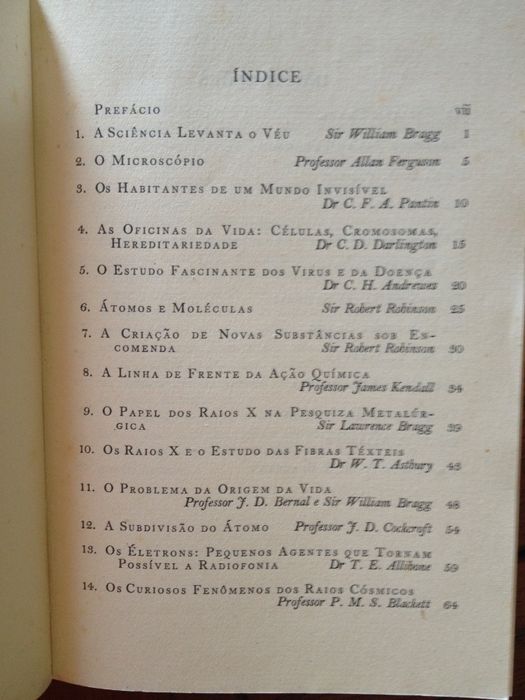 ÍNDICE
PREFÁCIO viii
1. A SCIÊNCIA LEVANTA O VÉU Sir William Bragg 1
2. O MICROSCÓPIO Professor Allan Ferguson 5
3. OS HABITANTES DE UM MUNDO INVISÍVEL
Dr C. F. A. Pantin 10
4. AS OFICINAS DA VIDA: CÉLULAS, CROMOSOMAS,
HEREDITARIEDADE Dr C. D. Darlington 15
5. O ESTUDO FASCINANTE DOS VIRUS E DA DOENÇA
Dr C. H. Andrewes 20
6. ÁTOMOS E MOLÉCULAS Sir Robert Robinson 25
7. A CRIAÇÃO DE NOVAS SUBSTÂNCIAS SOB EN-
COMENDA Sir Robert Robinson 30
8. A LINHA DE FRENTE DA AÇÃO QUÍMICA
Professor James Kendall 34
9. O PAPEL DOS RAIOS X NA PESQUIZA METALÚR-
GICA Sir Lawrence Bragg 39
10. OS RAIOS X E O ESTUDO DAS FIBRAS TÊXTEIS
Dr W. T. Astbury 43
11. O PROBLEMA DA ORIGEM DA VIDA
Professor J. D. Bernal e Sir William Bragg 48
12. A SUBDIVISÃO DO ÁTOMO Professor J. D. Cockcroft 54
13. OS ÉLETRONS: PEQUENOS AGENTES QUE TORNAM
POSSÍVEL A RADIOFONIA Dr T. E. Allibone 59
14. OS CURIOSOS FENÔMENOS DOS RAIOS CÓSMICOS
Professor P. M. S. Blackett 64